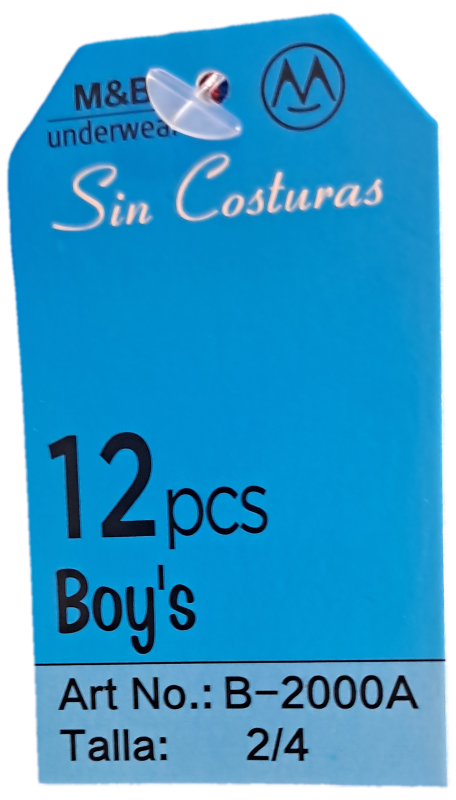 M&B
underwear
Sin Costuras
12pcs
Boy's
Art No.: B-2000A
Talla: 2/4